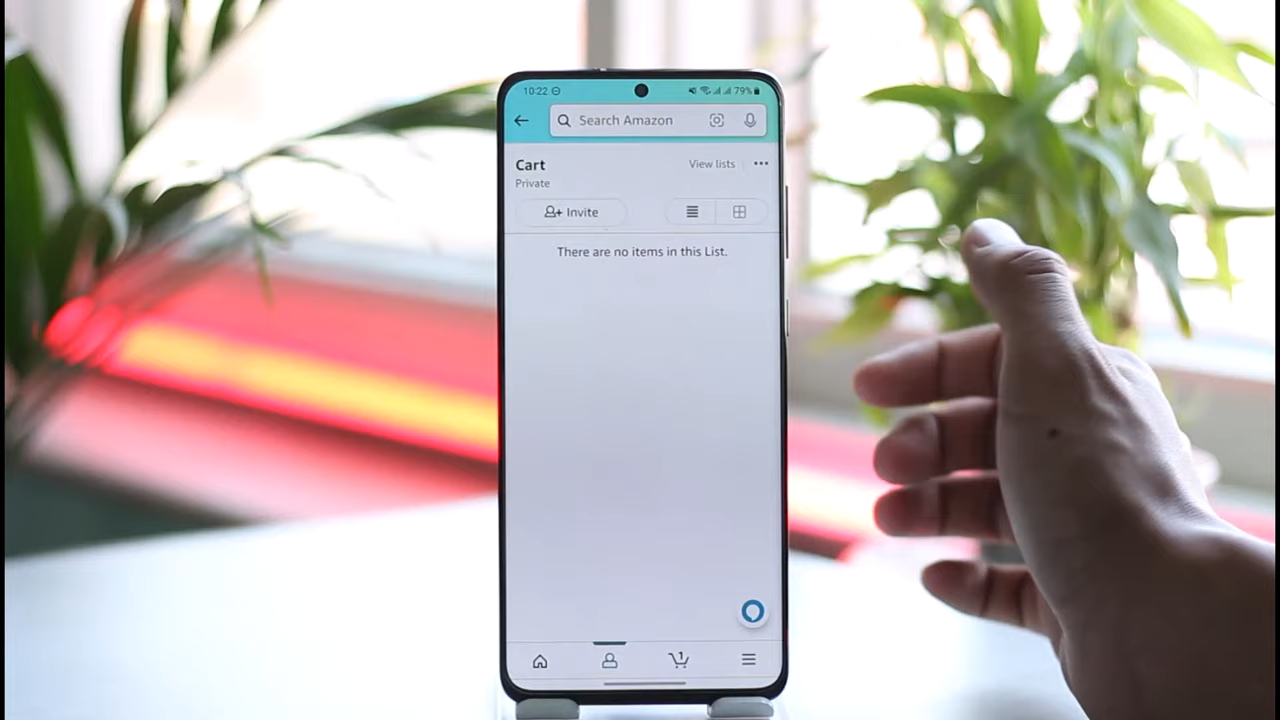 10:22 79%
Search Amazon
Cart View lists
Private
Invite
There are no items in this List.
1